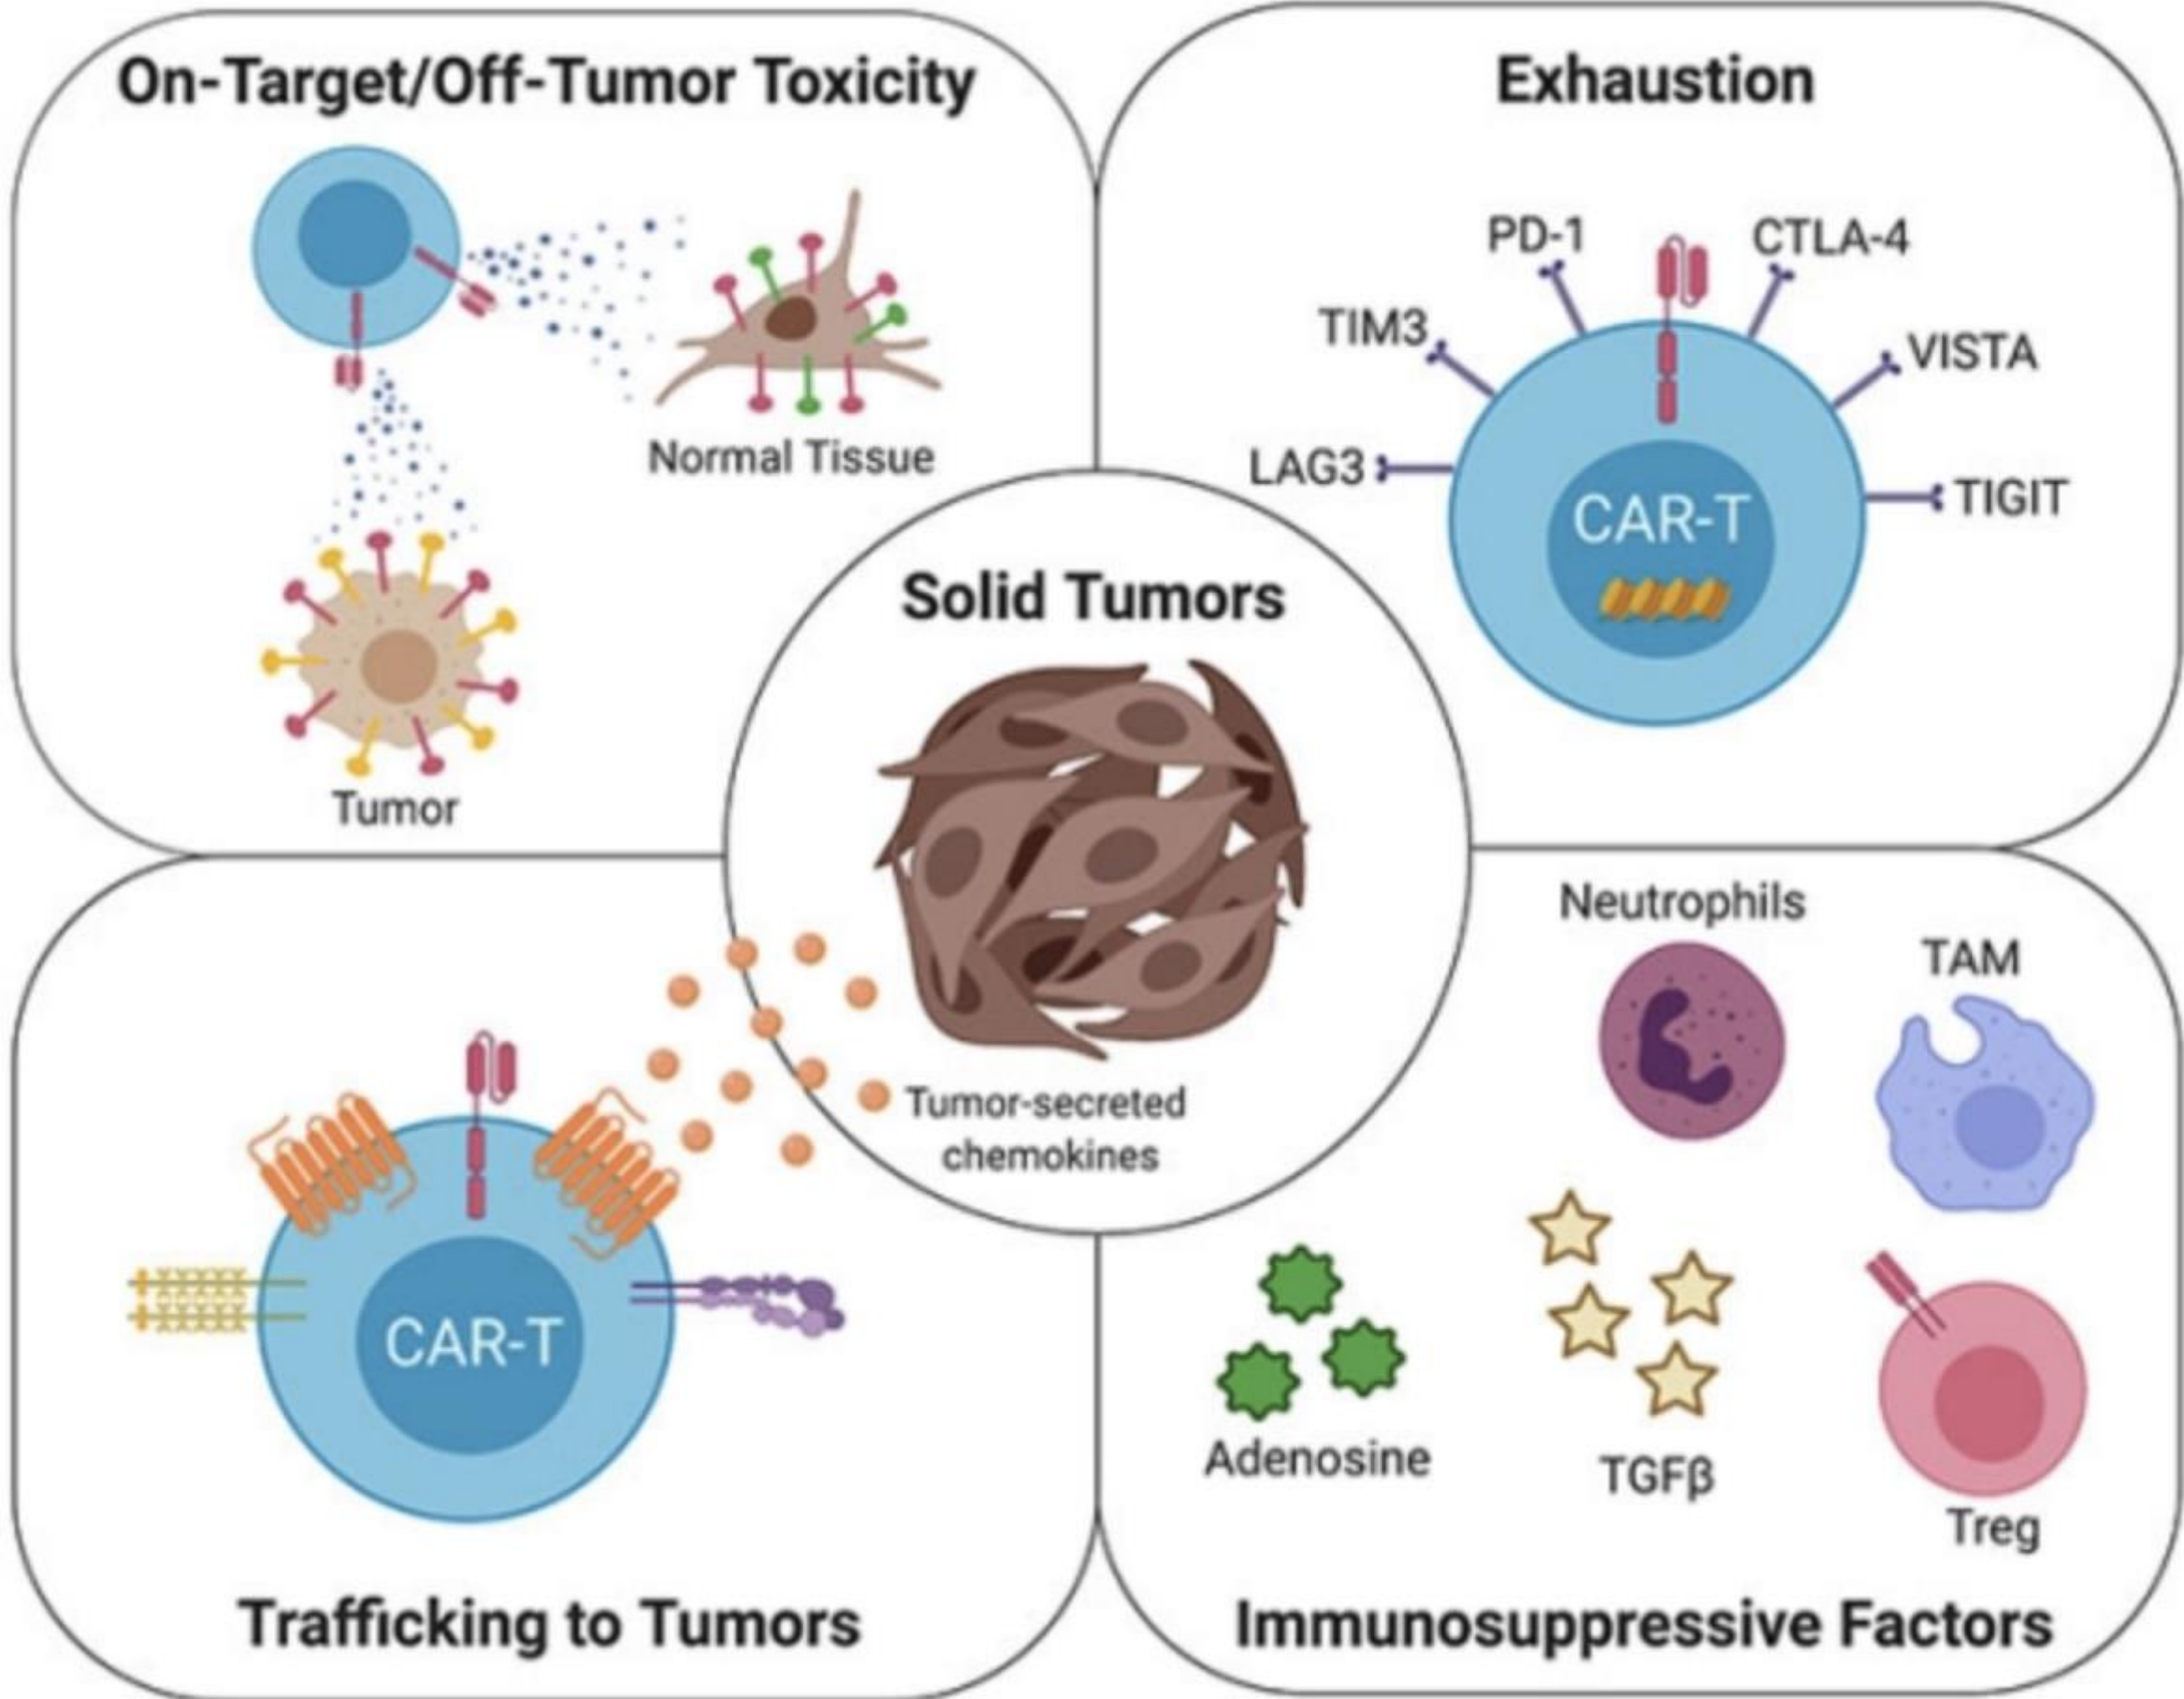 On-Target/Off-Tumor Toxicity
Normal Tissue
Tumor
Exhaustion
PD-1
CTLA-4
TIM3
VISTA
LAG3
TIGIT
CAR-T
Solid Tumors
Tumor-secreted
chemokines
CAR-T
Trafficking to Tumors
Neutrophils
TAM
Adenosine
TGFβ
Treg
Immunosuppressive Factors